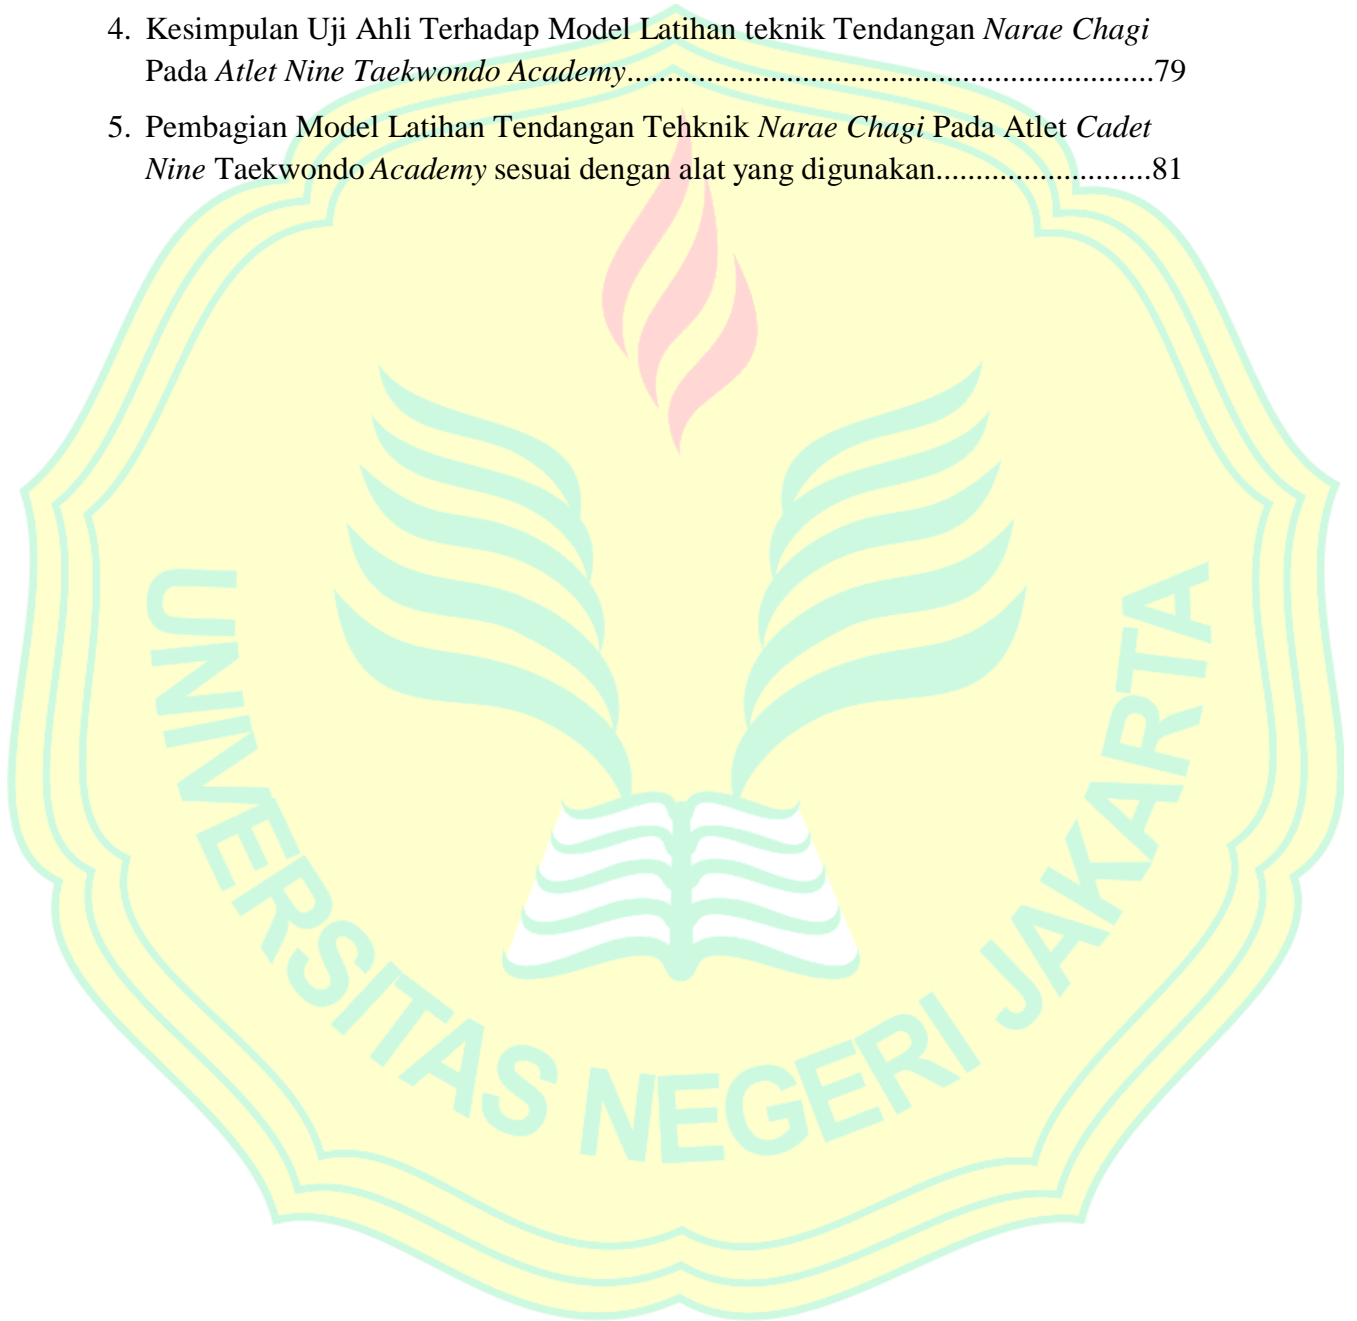 4. Kesimpulan Uji Ahli Terhadap Model Latihan teknik Tendangan Narae Chagi
Pada Atlet Nine Taekwondo Academy....................................................................79
5. Pembagian Model Latihan Tendangan Tehknik Narae Chagi Pada Atlet Cadet
Nine Taekwondo Academy sesuai dengan alat yang digunakan............................81
UNIVERSITAS NEGERI JAKARTA